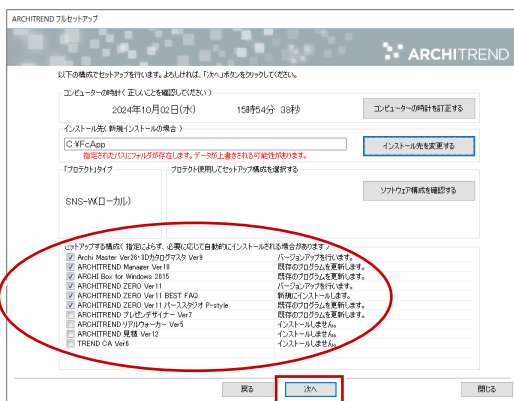 ARCHITREND フルセットアップ
ARCHITREND
以下の構成でセットアップを行います。よろしければ、「次へ」ボタンをクリックしてください。
コンピューターの時計( 正しいことを確認してください )
2024年10月02日(水) 15時54分 38秒
コンピューターの時計を訂正する
インストール先( 新規インストールの場合 )
C:¥FcApp
インストール先を変更する
指定されたパスにフォルダが存在します。データが上書きされる可能性があります。
「プロテクト」タイプ
プロテクト使用してセットアップ構成を選択する
SNS-W(ローカル)
ソフトウェア構成を確認する
セットアップする構成( 指定によらず、必要に応じて自動的にインストールされる場合があります )
Archi Master Ver26・3Dカタログマスタ Ver9 バージョンアップを行います。
ARCHITREND Manager Ver10 既存のプログラムを更新します。
ARCHI Box for Windows 2015 既存のプログラムを更新します。
ARCHITREND ZERO Ver11 バージョンアップを行います。
ARCHITREND ZERO Ver11 BEST FAQ 新規にインストールします。
ARCHITREND ZERO Ver11 パーススタジオ P-style 既存のプログラムを更新します。
ARCHITREND プレゼンデザイナー Ver7 既存のプログラムを更新します。
ARCHITREND リアルウォーカー Ver5 インストールしません。
ARCHITREND 見積 Ver12 インストールしません。
TREND CA Ver6 インストールしません。
戻る
次へ
閉じる